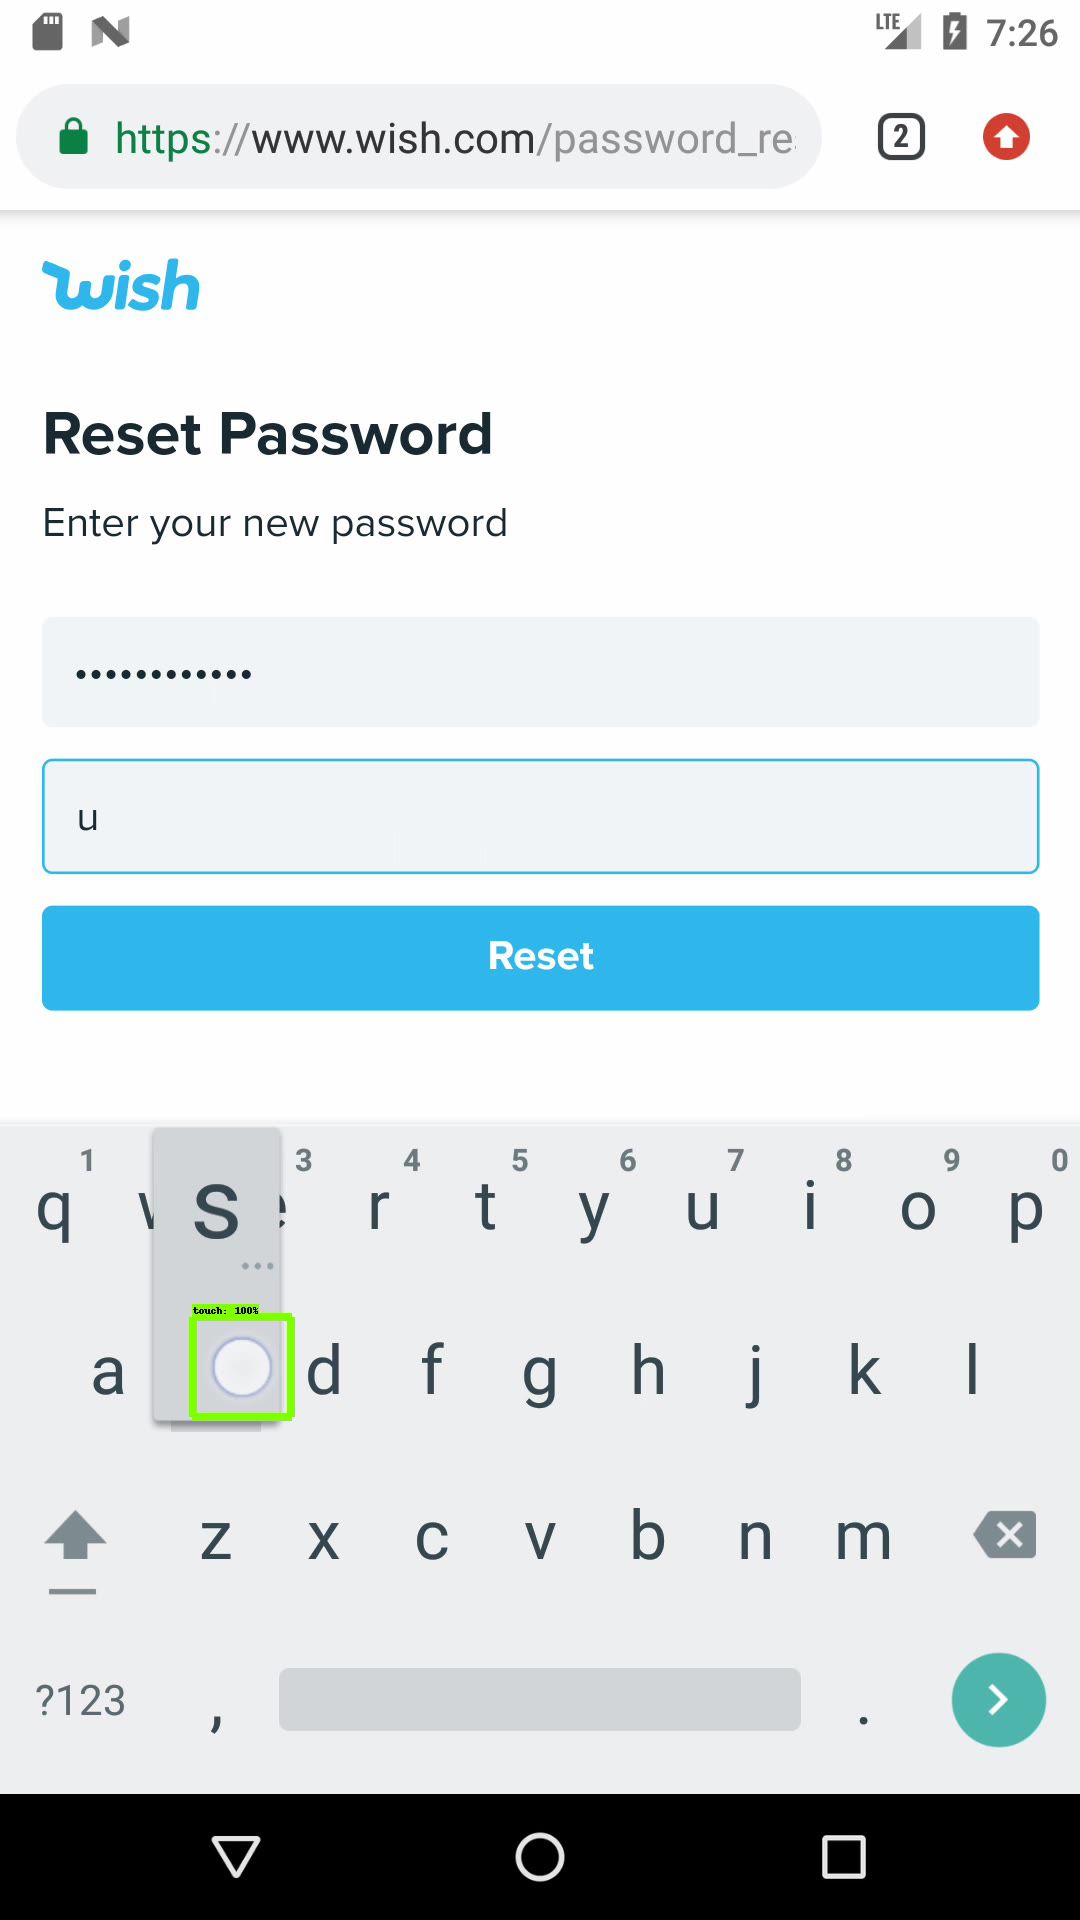 LTE 7:26
https://www.wish.com/password_re
2
wish
Reset Password
Enter your new password
••••••••••••
u
Reset
1 3 4 5 6 7 8 9 0
q w s e r t y u i o p
touch: 100%
a d f g h j k l
z x c v b n m
?123 , .